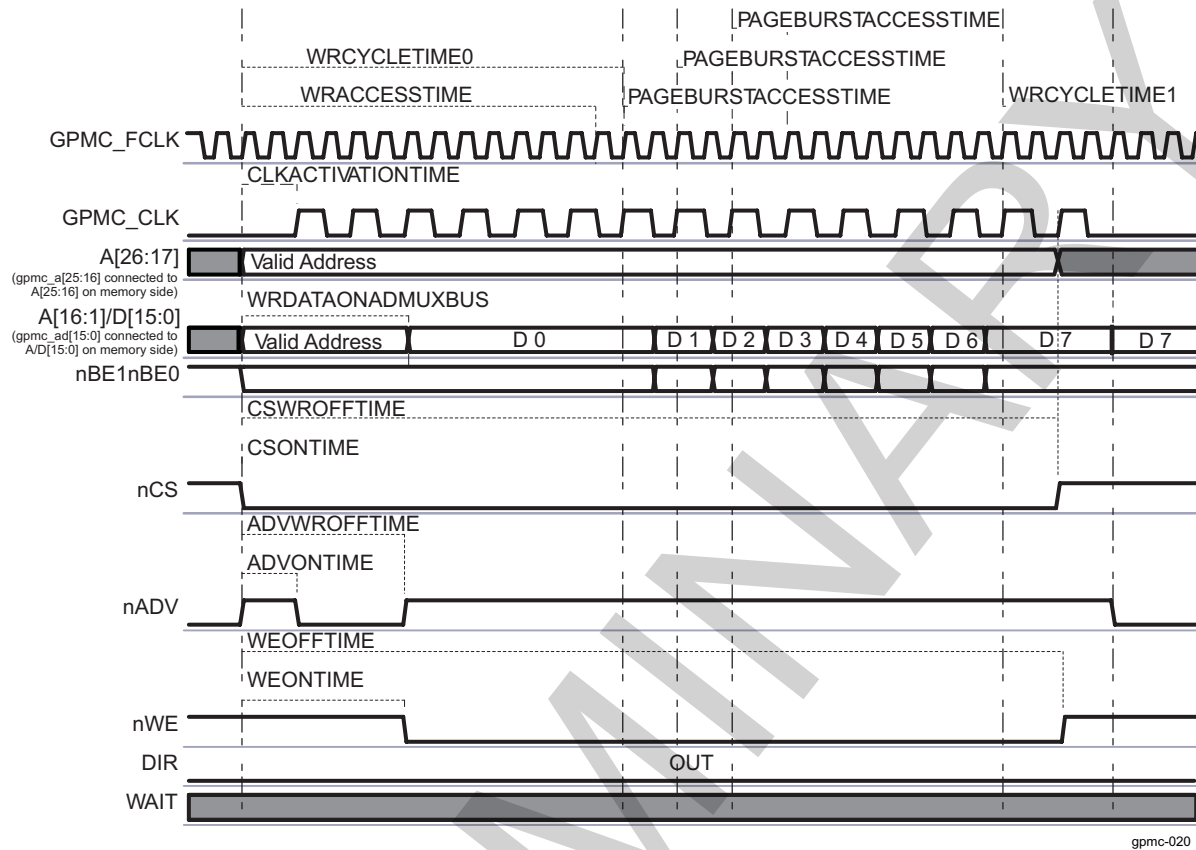 PAGEBURSTACCESSTIME
WRCYCLETIME0
PAGEBURSTACCESSTIME
WRACCESSTIME
PAGEBURSTACCESSTIME
WRCYCLETIME1
GPMC_FCLK
CLKACTIVATIONTIME
GPMC_CLK
A[26:17]
(gpmc_a[25:16] connected to
A[25:16] on memory side)
Valid Address
WRDATAONADMUXBUS
A[16:1]/D[15:0]
(gpmc_ad[15:0] connected to
A/D[15:0] on memory side)
Valid Address D 0 D 1 D 2 D 3 D 4 D 5 D 6 D 7 D 7
nBE1nBE0
CSWROFFTIME
CSONTIME
nCS
ADVWROFFTIME
ADVONTIME
nADV
WEOFFTIME
WEONTIME
nWE
DIR OUT
WAIT
gpmc-020
MINARY